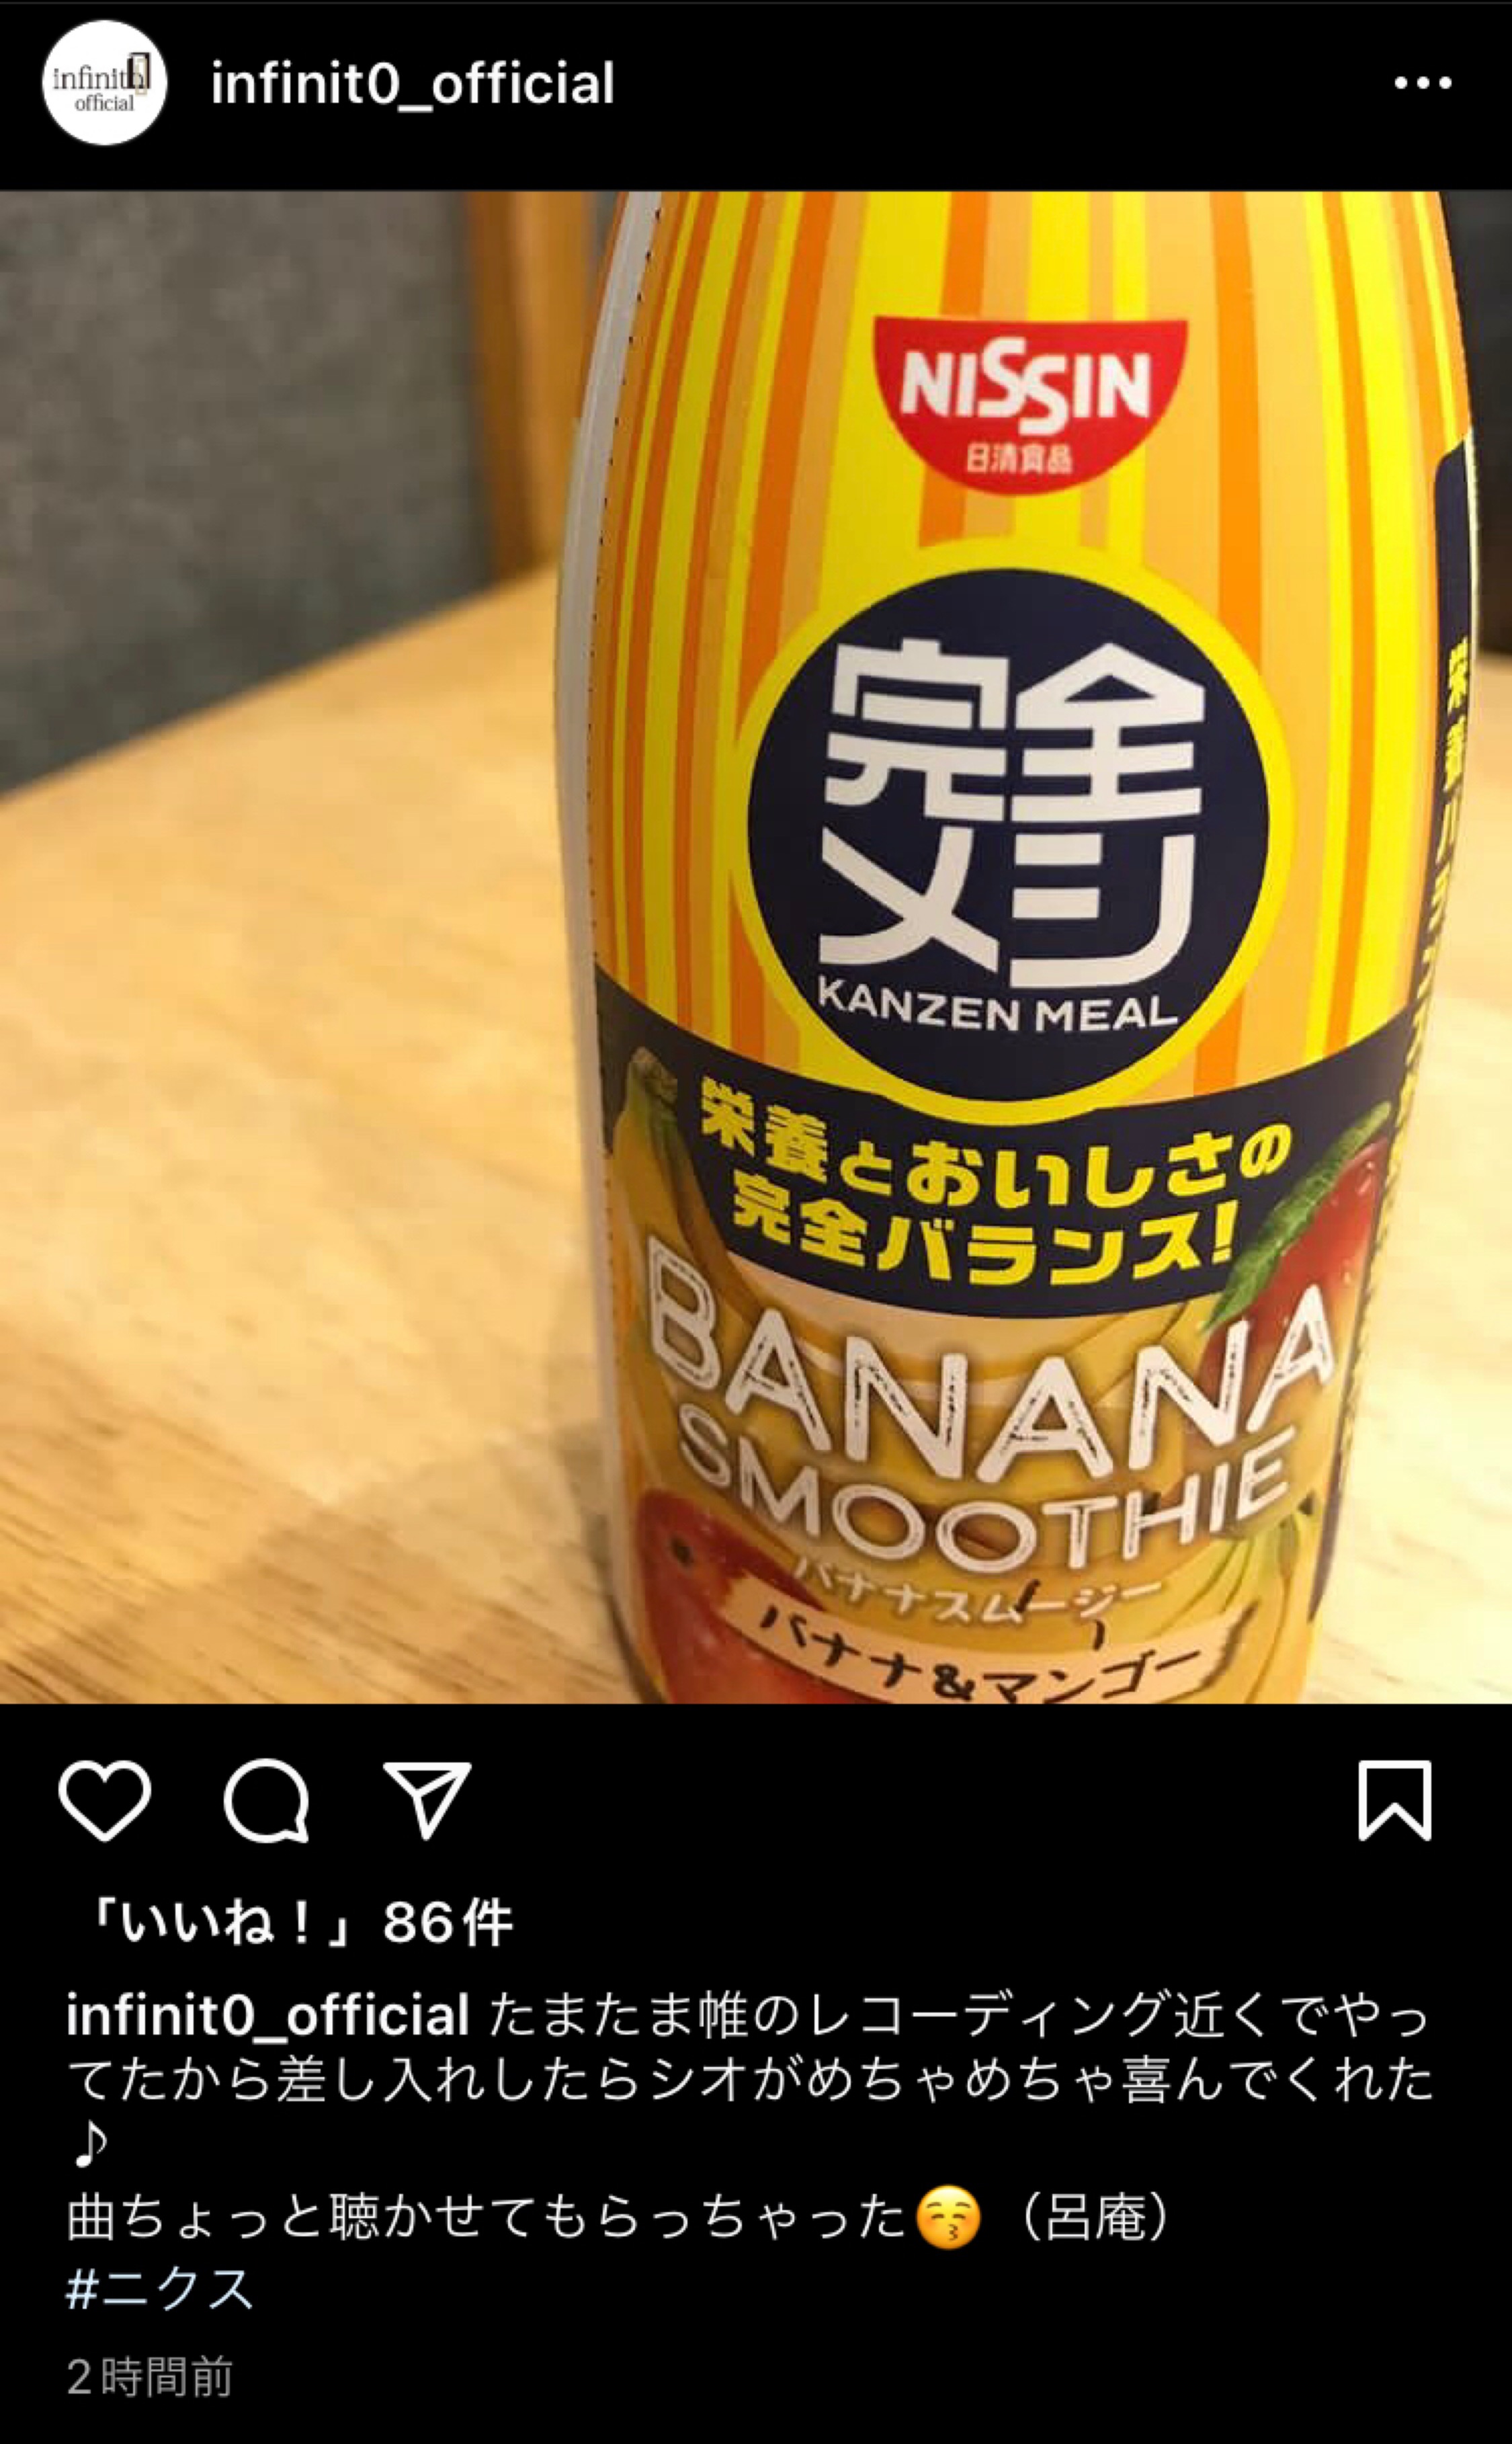 infinit0
official
infinit0_official
NISSIN
日清食品
完全
メシ
KANZEN MEAL
栄養とおいしさの
完全バランス!
BANANA
SMOOTHIE
バナナスムージー
バナナ&マンゴー
「いいね！」86件
infinit0_official たまたま帷のレコーディング近くでやっ
てたから差し入れしたらシオがめちゃめちゃ喜んでくれた
♪
曲ちょっと聴かせてもらっちゃった😚（呂庵）
#ニクス
2時間前